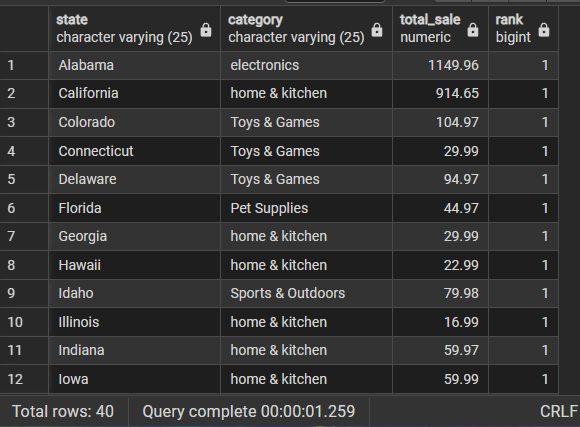 state category total_sale rank
character varying (25) character varying (25) numeric bigint
1 Alabama electronics 1149.96 1
2 California home & kitchen 914.65 1
3 Colorado Toys & Games 104.97 1
4 Connecticut Toys & Games 29.99 1
5 Delaware Toys & Games 94.97 1
6 Florida Pet Supplies 44.97 1
7 Georgia home & kitchen 29.99 1
8 Hawaii home & kitchen 22.99 1
9 Idaho Sports & Outdoors 79.98 1
10 Illinois home & kitchen 16.99 1
11 Indiana home & kitchen 59.97 1
12 Iowa home & kitchen 59.99 1
Total rows: 40 Query complete 00:00:01.259 CRLF